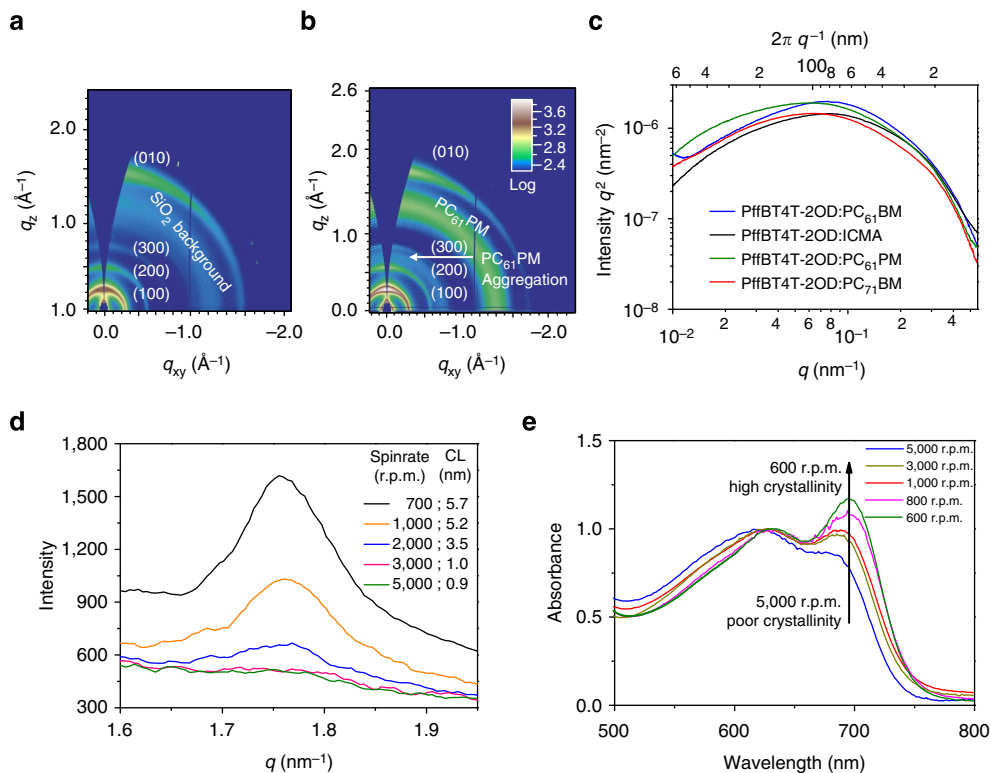 a
2.0
1.0
1.0
q_z (Å⁻¹)
(010)
SiO₂ background
(300)
(200)
(100)
0.0
−1.0
−2.0
q_xy (Å⁻¹)
b
2.6
2.0
1.0
0.0
q_z (Å⁻¹)
(010)
3.6
3.2
2.8
2.4
Log
PC₆₁PM
(300)
(200)
(100)
PC₆₁PM
Aggregation
0.0
−1.0
−2.0
q_xy (Å⁻¹)
c
2π q⁻¹ (nm)
6 4 2 100 8 6 4 2
Intensity q² (nm⁻²)
10⁻⁶
10⁻⁷
10⁻⁸
PffBT4T-2OD:PC₆₁BM
PffBT4T-2OD:ICMA
PffBT4T-2OD:PC₆₁PM
PffBT4T-2OD:PC₇₁BM
10⁻² 2 4 6 8 10⁻¹ 2 4
q (nm⁻¹)
d
1,800
1,500
1,200
900
600
300
Intensity
Spinrate CL
(r.p.m.) (nm)
700 ; 5.7
1,000 ; 5.2
2,000 ; 3.5
3,000 ; 1.0
5,000 ; 0.9
1.6 1.7 1.8 1.9
q (nm⁻¹)
e
1.5
1.0
0.5
0.0
Absorbance
600 r.p.m.
high crystallinity
5,000 r.p.m.
poor crystallinity
5,000 r.p.m.
3,000 r.p.m.
1,000 r.p.m.
800 r.p.m.
600 r.p.m.
500 600 700 800
Wavelength (nm)